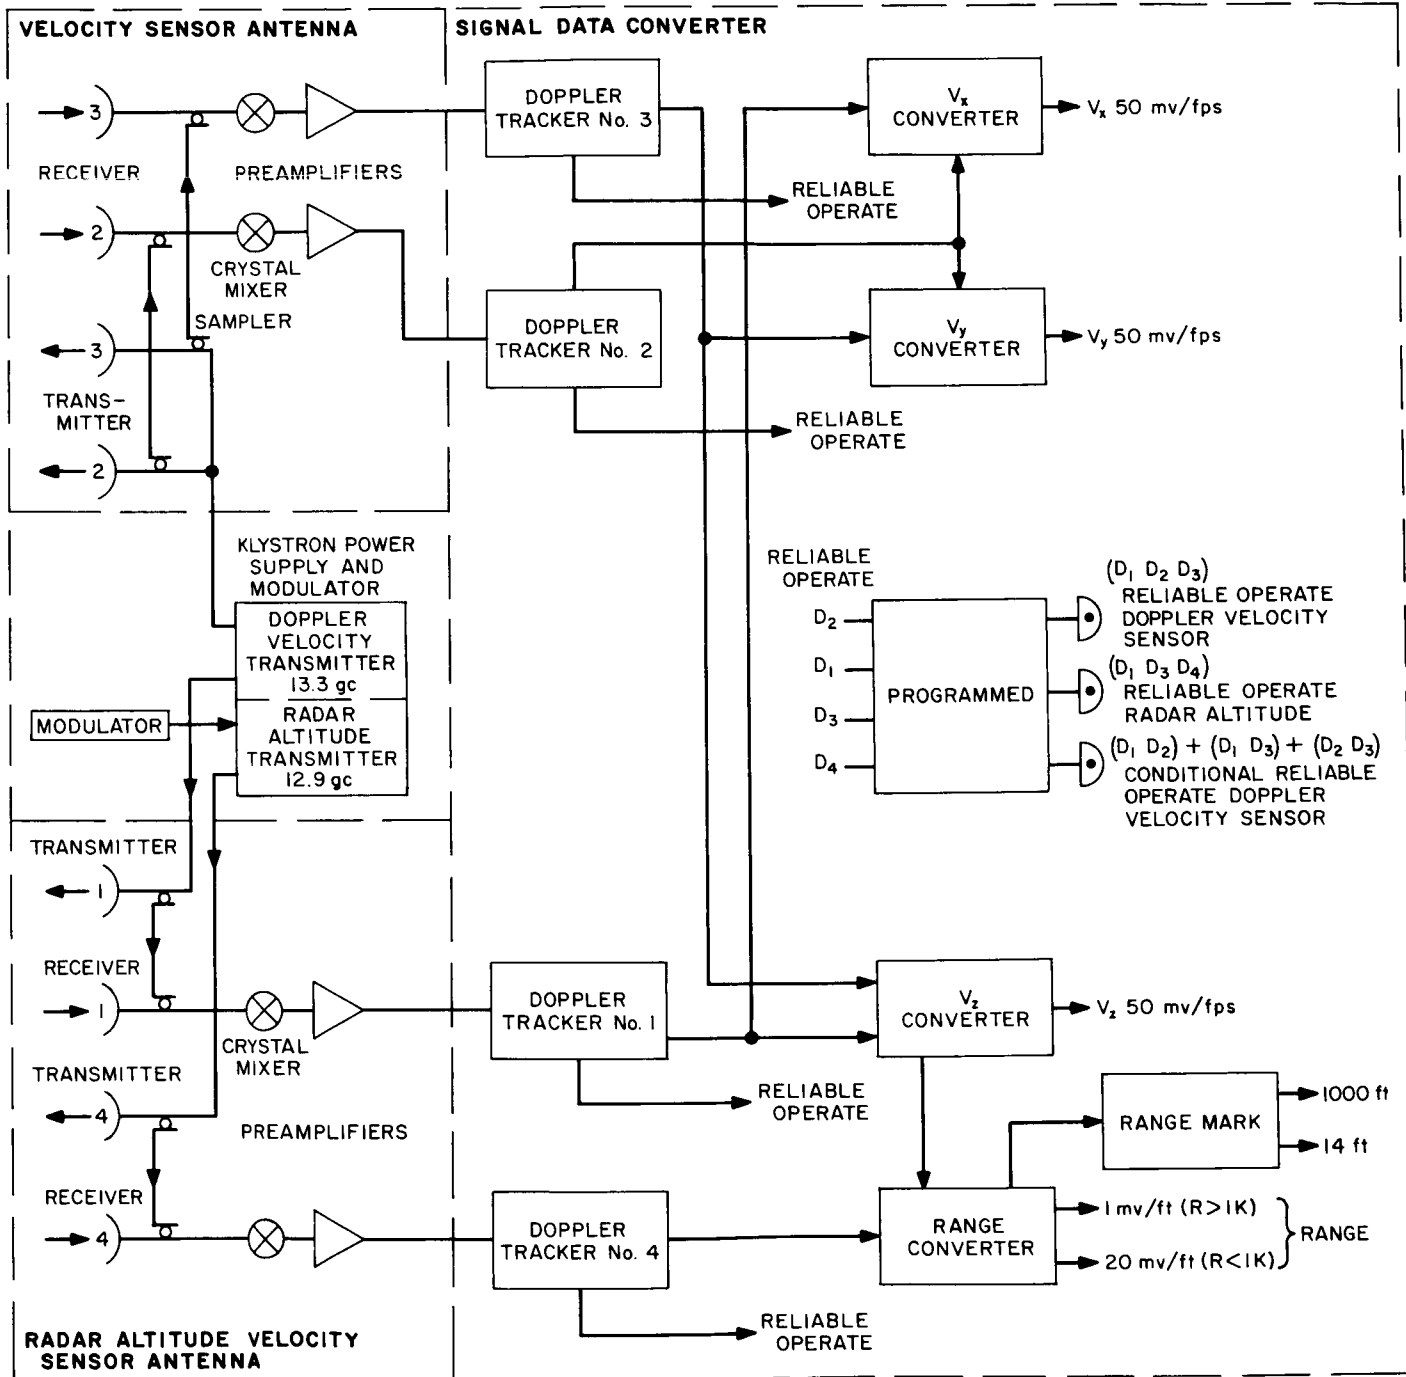 VELOCITY SENSOR ANTENNA
SIGNAL DATA CONVERTER
3
DOPPLER
TRACKER No. 3
Vx
CONVERTER
Vx 50 mv/fps
RECEIVER
PREAMPLIFIERS
RELIABLE
OPERATE
2
CRYSTAL
MIXER
SAMPLER
DOPPLER
TRACKER No. 2
Vy
CONVERTER
Vy 50 mv/fps
3
TRANS-
MITTER
RELIABLE
OPERATE
2
KLYSTRON POWER
SUPPLY AND
MODULATOR
DOPPLER
VELOCITY
TRANSMITTER
13.3 gc
MODULATOR
RADAR
ALTITUDE
TRANSMITTER
12.9 gc
RELIABLE
OPERATE
D2
D1
D3
D4
PROGRAMMED
(D1 D2 D3)
RELIABLE OPERATE
DOPPLER VELOCITY
SENSOR
(D1 D3 D4)
RELIABLE OPERATE
RADAR ALTITUDE
(D1 D2) + (D1 D3) + (D2 D3)
CONDITIONAL RELIABLE
OPERATE DOPPLER
VELOCITY SENSOR
TRANSMITTER
1
RECEIVER
1
CRYSTAL
MIXER
DOPPLER
TRACKER No. 1
Vz
CONVERTER
Vz 50 mv/fps
TRANSMITTER
4
PREAMPLIFIERS
RELIABLE
OPERATE
RANGE MARK
1000 ft
14 ft
RECEIVER
4
DOPPLER
TRACKER No. 4
RANGE
CONVERTER
1 mv/ft (R>1K)
20 mv/ft (R<1K)
RANGE
RELIABLE
OPERATE
RADAR ALTITUDE VELOCITY
SENSOR ANTENNA